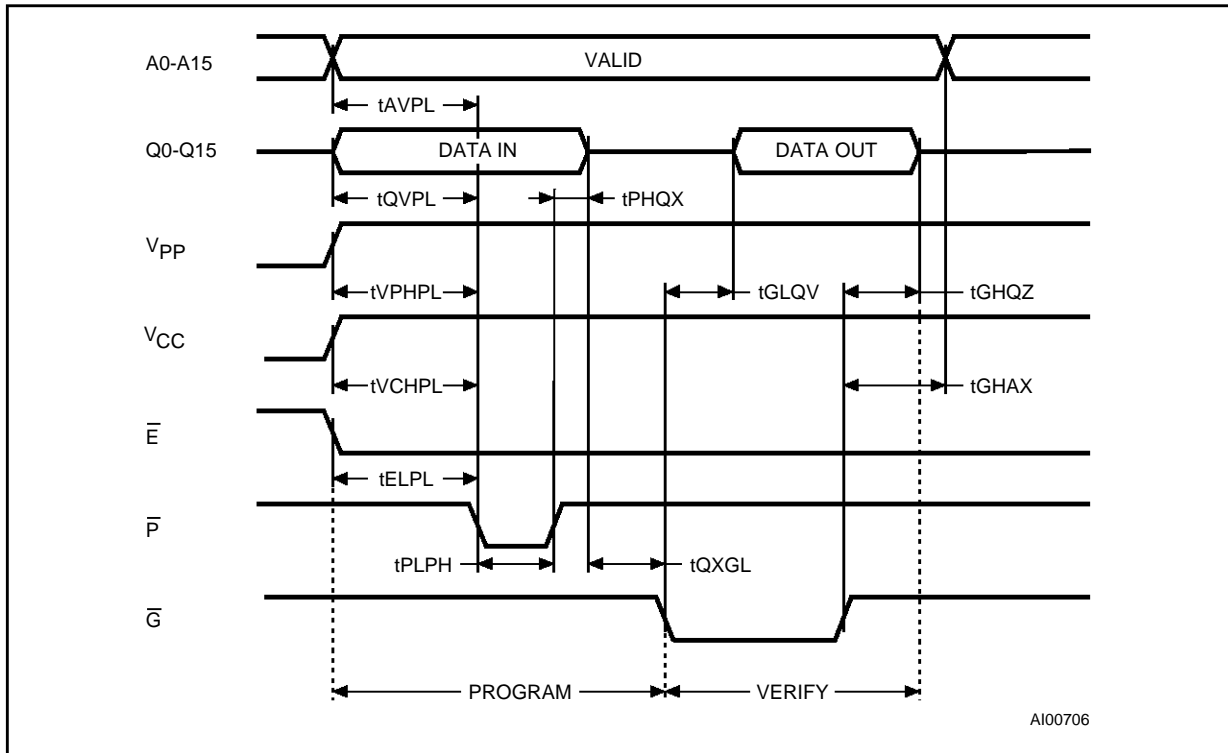 A0-A15
VALID
tAVPL
Q0-Q15
DATA IN
DATA OUT
tQVPL
tPHQX
VPP
tVPHPL
tGLQV
tGHQZ
VCC
tVCHPL
tGHAX
E̅
tELPL
P̅
tPLPH
tQXGL
G̅
PROGRAM
VERIFY
AI00706